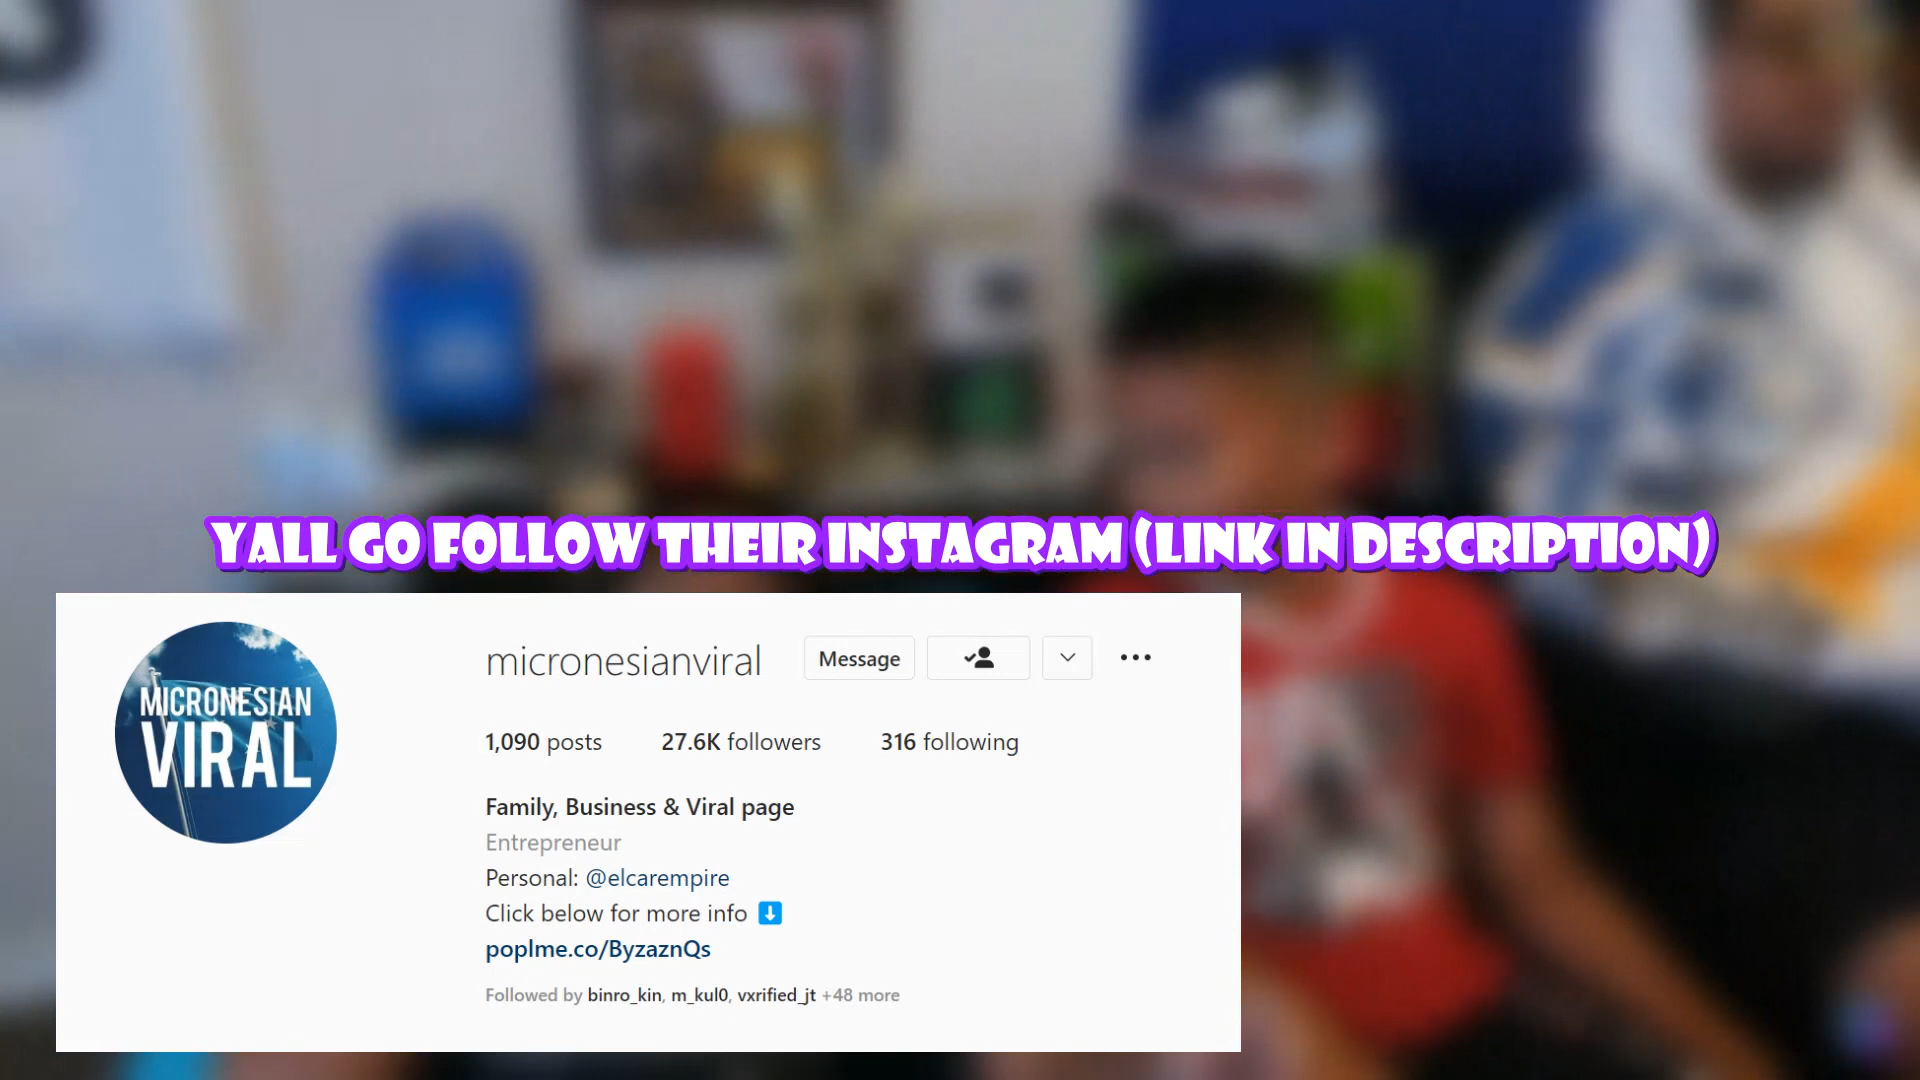 YALL GO FOLLOW THEIR INSTAGRAM (LINK IN DESCRIPTION)
MICRONESIAN
VIRAL
micronesianviral Message
1,090 posts 27.6K followers 316 following
Family, Business & Viral page
Entrepreneur
Personal: @elcarempire
Click below for more info
poplme.co/ByzaznQs
Followed by binro_kin, m_kul0, vxrified_jt +48 more